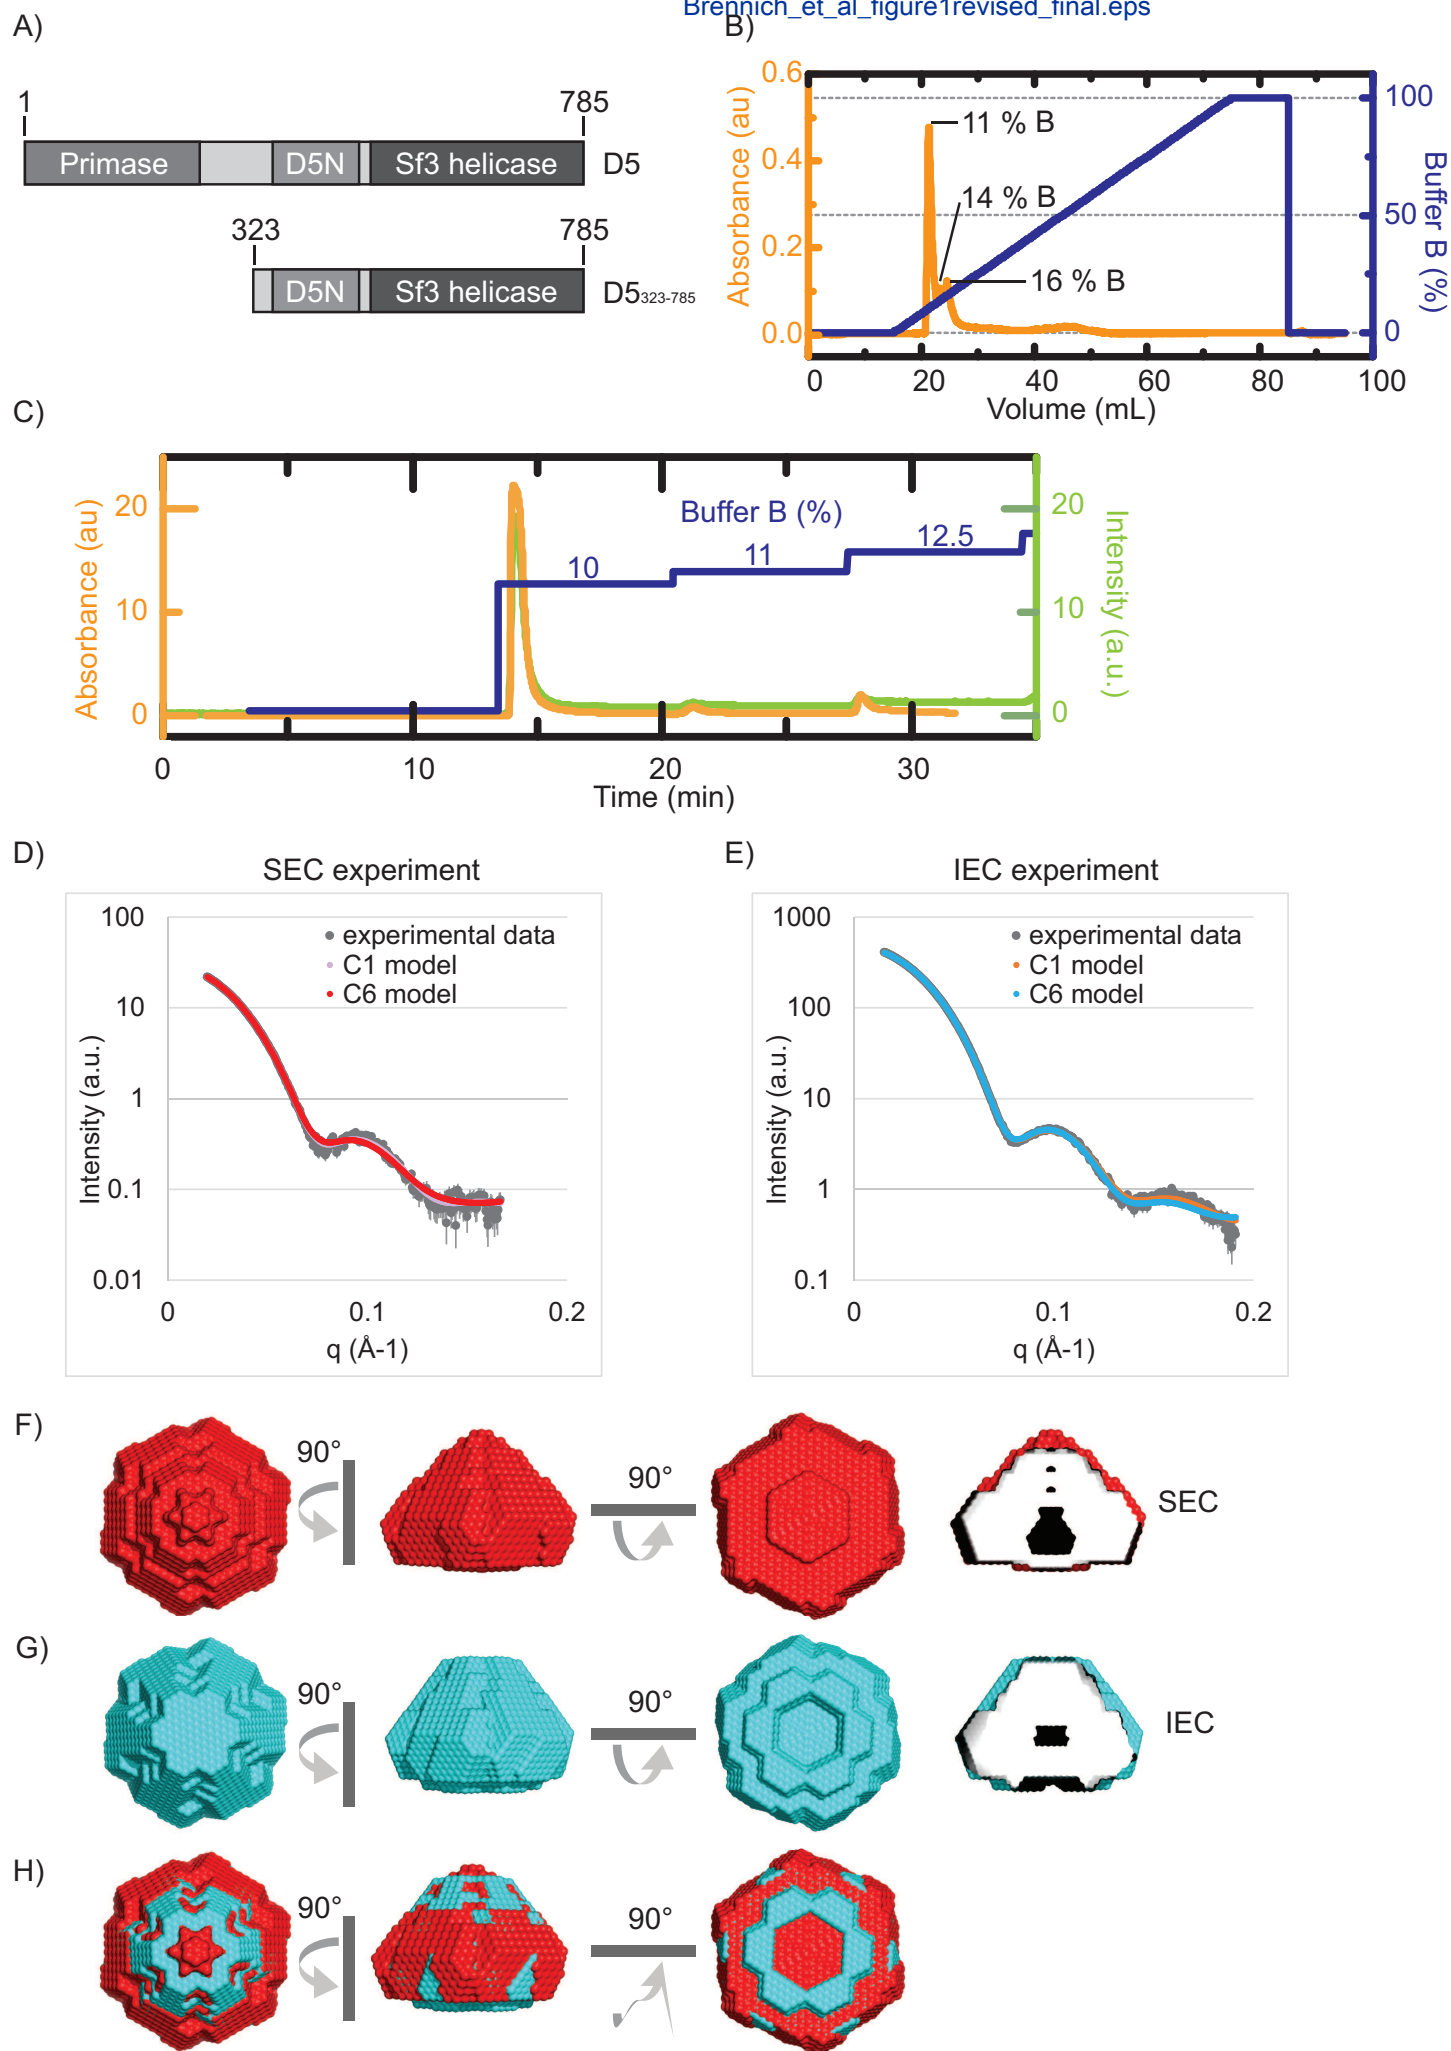 Brennich_et_al_figure1revised_final.eps
A)
1
785
Primase
D5N
Sf3 helicase
D5
323
785
D5N
Sf3 helicase
D5323-785
B)
0.6
0.4
0.2
0.0
Absorbance (au)
11 % B
14 % B
16 % B
100
50
0
Buffer B (%)
0
20
40
60
80
100
Volume (mL)
C)
20
10
0
Absorbance (au)
Buffer B (%)
10
11
12.5
20
10
0
Intensity (a.u.)
0
10
20
30
Time (min)
D)
SEC experiment
100
10
1
0.1
0.01
Intensity (a.u.)
experimental data
C1 model
C6 model
0
0.1
0.2
q (Å-1)
E)
IEC experiment
1000
100
10
1
0.1
Intensity (a.u.)
experimental data
C1 model
C6 model
0
0.1
0.2
q (Å-1)
F)
90°
90°
SEC
G)
90°
90°
IEC
H)
90°
90°